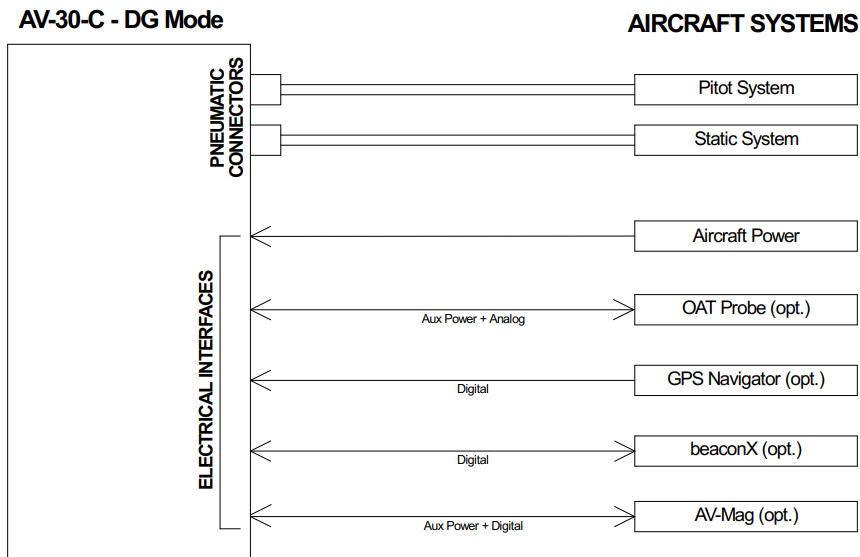 AV-30-C - DG Mode
AIRCRAFT SYSTEMS
PNEUMATIC
CONNECTORS
Pitot System
Static System
ELECTRICAL INTERFACES
Aircraft Power
OAT Probe (opt.)
Aux Power + Analog
GPS Navigator (opt.)
Digital
beaconX (opt.)
Digital
AV-Mag (opt.)
Aux Power + Digital